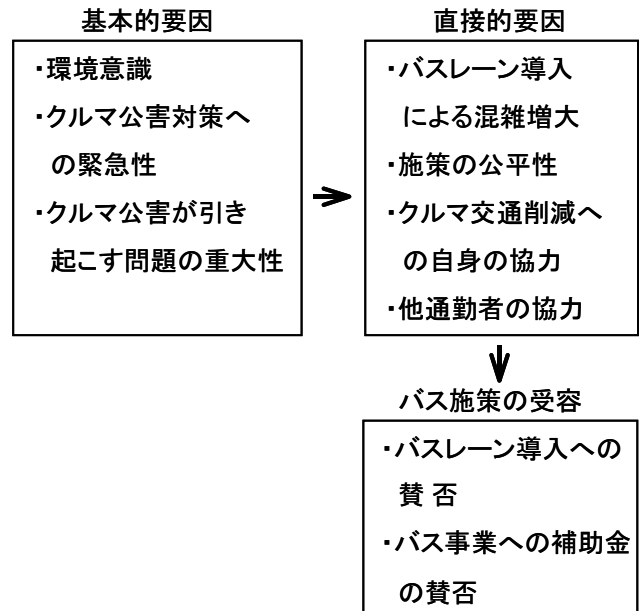 基本的要因
・環境意識
・クルマ公害対策へ
の緊急性
・クルマ公害が引き
起こす問題の重大性
直接的要因
・バスレーン導入
による混雑増大
・施策の公平性
・クルマ交通削減へ
の自身の協力
・他通勤者の協力
バス施策の受容
・バスレーン導入への
賛 否
・バス事業への補助金
の賛否